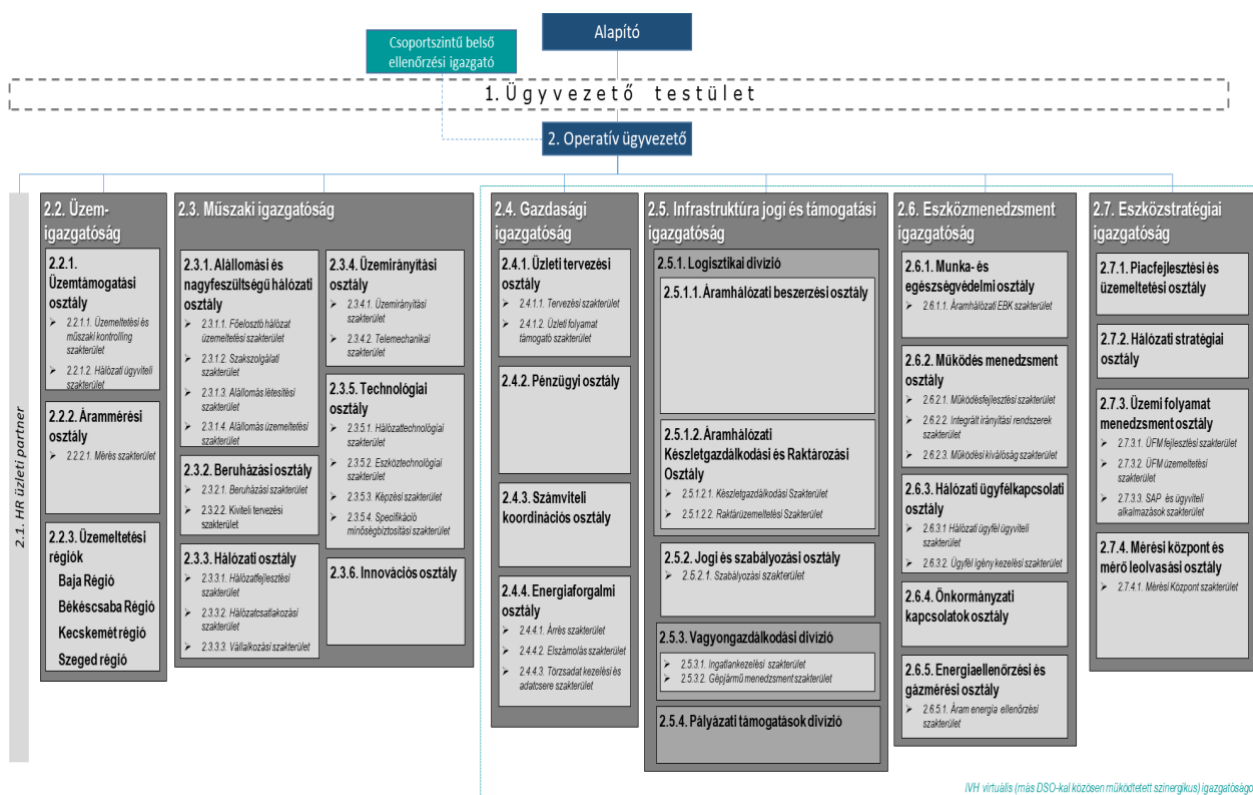 Alapító
Csoportszintű belső
ellenőrzési igazgató
1. Ügyvezető testület
2. Operatív ügyvezető
2.1. HR üzleti partner
2.2. Üzem-
igazgatóság
2.2.1.
Üzemtámogatási
osztály
2.2.1.1. Üzemeltetési és
műszaki kontrolling
szakterület
2.2.1.2. Hálózati ügyviteli
szakterület
2.2.2. Árammérési
osztály
2.2.2.1. Mérés szakterület
2.2.3. Üzemeltetési
régiók
Baja Régió
Békéscsaba Régió
Kecskemét régió
Szeged régió
2.3. Műszaki igazgatóság
2.3.1. Alállomási és
nagyfeszültségű hálózati
osztály
2.3.1.1. Főelosztó hálózat
üzemeltetési szakterület
2.3.1.2. Szakszolgálati
szakterület
2.3.1.3. Alállomás létesítési
szakterület
2.3.1.4. Alállomás üzemeltetési
szakterület
2.3.2. Beruházási osztály
2.3.2.1. Beruházási szakterület
2.3.2.2. Kiviteli tervezési
szakterület
2.3.3. Hálózati osztály
2.3.3.1. Hálózatfejlesztési
szakterület
2.3.3.2. Hálózatcsatlakozási
szakterület
2.3.3.3. Vállalkozási szakterület
2.3.4. Üzemirányítási
osztály
2.3.4.1. Üzemirányítási
szakterület
2.3.4.2. Telemechanikai
szakterület
2.3.5. Technológiai
osztály
2.3.5.1. Hálózattechnológiai
szakterület
2.3.5.2. Eszköztechnológiai
szakterület
2.3.5.3. Képzési szakterület
2.3.5.4. Specifikáció
minőségbiztosítási szakterület
2.3.6. Innovációs osztály
2.4. Gazdasági
igazgatóság
2.4.1. Üzleti tervezési
osztály
2.4.1.1. Tervezési szakterület
2.4.1.2. Üzleti folyamat
támogató szakterület
2.4.2. Pénzügyi osztály
2.4.3. Számviteli
koordinációs osztály
2.4.4. Energiaforgalmi
osztály
2.4.4.1. Árrés szakterület
2.4.4.2. Elszámolás szakterület
2.4.4.3. Törzsadat kezelési és
adatcsere szakterület
2.5. Infrastruktúra jogi és támogatási
igazgatóság
2.5.1. Logisztikai divízió
2.5.1.1. Áramhálózati beszerzési osztály
2.5.1.2. Áramhálózati
Készletgazdálkodási és Raktározási
Osztály
2.5.1.2.1. Készletgazdálkodási Szakterület
2.5.1.2.2. Raktárüzemeltetési Szakterület
2.5.2. Jogi és szabályozási osztály
2.5.2.1. Szabályozási szakterület
2.5.3. Vagyongazdálkodási divízió
2.5.3.1. Ingatlankezelési szakterület
2.5.3.2. Gépjármű menedzsment szakterület
2.5.4. Pályázati támogatások divízió
2.6. Eszközmenedzsment
igazgatóság
2.6.1. Munka- és
egészségvédelmi osztály
2.6.1.1. Áramhálózati EBK szakterület
2.6.2. Működés menedzsment
osztály
2.6.2.1. Működésfejlesztési szakterület
2.6.2.2. Integrált irányítási rendszerek
szakterület
2.6.2.3. Működési kiválóság szakterület
2.6.3. Hálózati ügyfélkapcsolati
osztály
2.6.3.1 Hálózati ügyfél ügyviteli
szakterület
2.6.3.2. Ügyfél igény kezelési szakterület
2.6.4. Önkormányzati
kapcsolatok osztály
2.6.5. Energiaellenőrzési és
gázmérési osztály
2.6.5.1. Áram energia ellenőrzési
szakterület
2.7. Eszközstratégiai
igazgatóság
2.7.1. Piacfejlesztési és
üzemeltetési osztály
2.7.2. Hálózati stratégiai
osztály
2.7.3. Üzemi folyamat
menedzsment osztály
2.7.3.1. ÜFM fejlesztési szakterület
2.7.3.2. ÜFM üzemeltetési
szakterület
2.7.3.3. SAP és ügyviteli
alkalmazások szakterület
2.7.4. Mérési központ és
mérő leolvasási osztály
2.7.4.1. Mérési Központ szakterület
IVH virtuális (más DSO-kal közösen működtetett szinergikus) igazgatóságo